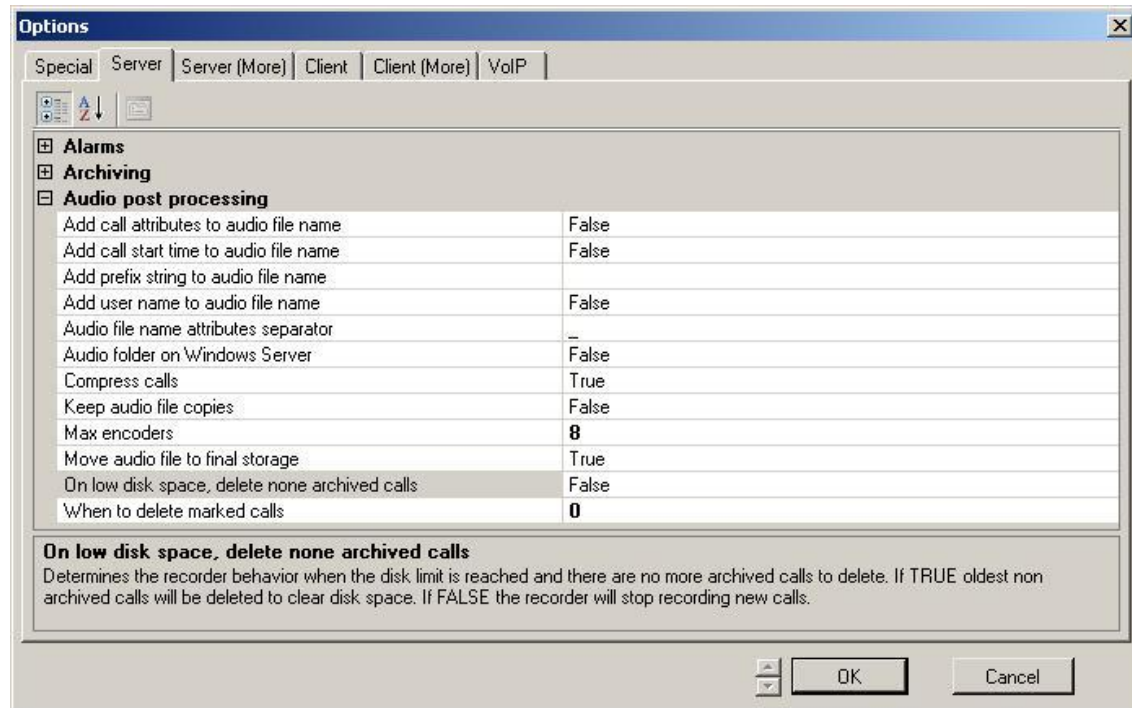 Options
Special Server Server (More) Client Client (More) VoIP
Alarms
Archiving
Audio post processing
Add call attributes to audio file name False
Add call start time to audio file name False
Add prefix string to audio file name
Add user name to audio file name False
Audio file name attributes separator _
Audio folder on Windows Server False
Compress calls True
Keep audio file copies False
Max encoders 8
Move audio file to final storage True
On low disk space, delete none archived calls False
When to delete marked calls 0
On low disk space, delete none archived calls
Determines the recorder behavior when the disk limit is reached and there are no more archived calls to delete. If TRUE oldest non
archived calls will be deleted to clear disk space. If FALSE the recorder will stop recording new calls.
OK Cancel